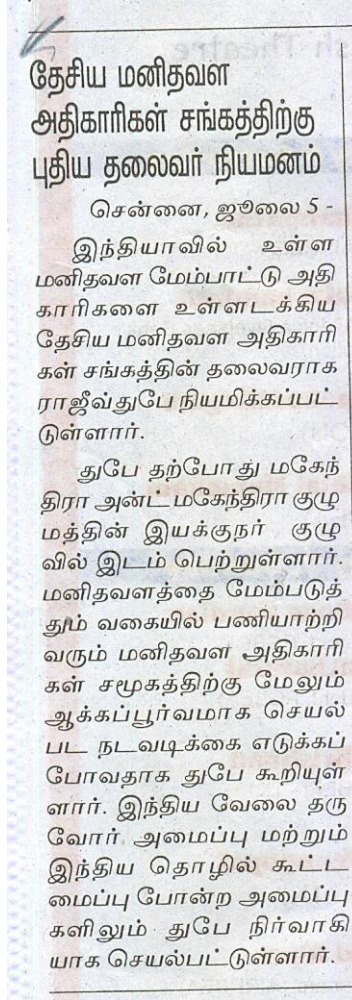 தேசிய மனிதவள
அதிகாரிகள் சங்கத்திற்கு
புதிய தலைவர் நியமனம்
சென்னை, ஜூலை 5 -
இந்தியாவில் உள்ள
மனிதவள மேம்பாட்டு அதி
காரிகளை உள்ளடக்கிய
தேசிய மனிதவள அதிகாரி
கள் சங்கத்தின் தலைவராக
ராஜீவ்துபே நியமிக்கப்பட்
டுள்ளார்.
துபே தற்போது மகேந்
திரா அன்ட் மகேந்திரா குழு
மத்தின் இயக்குநர் குழு
வில் இடம் பெற்றுள்ளார்.
மனிதவளத்தை மேம்படுத்
தும் வகையில் பணியாற்றி
வரும் மனிதவள அதிகாரி
கள் சமூகத்திற்கு மேலும்
ஆக்கப்பூர்வமாக செயல்
பட நடவடிக்கை எடுக்கப்
போவதாக துபே கூறியுள்
ளார். இந்திய வேலை தரு
வோர் அமைப்பு மற்றும்
இந்திய தொழில் கூட்ட
மைப்பு போன்ற அமைப்பு
களிலும் துபே நிர்வாகி
யாக செயல்பட்டுள்ளார்.